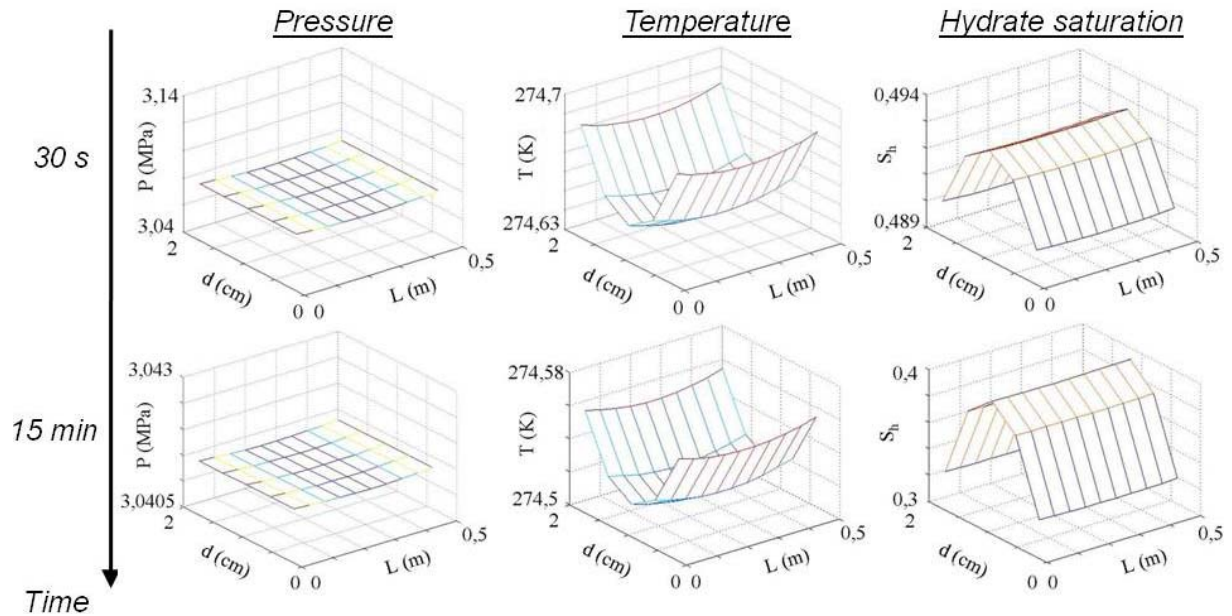 Pressure
Temperature
Hydrate saturation
30 s
3,14
P (MPa)
3,04
2
d (cm)
0 0
L (m)
0,5
274,7
T (K)
274,63
2
d (cm)
0 0
L (m)
0,5
0,494
Sh
0,489
2
d (cm)
0 0
L (m)
0,5
15 min
3,043
P (MPa)
3,0405
2
d (cm)
0 0
L (m)
0,5
274,58
T (K)
274,5
2
d (cm)
0 0
L (m)
0,5
0,4
Sh
0,3
2
d (cm)
0 0
L (m)
0,5
Time